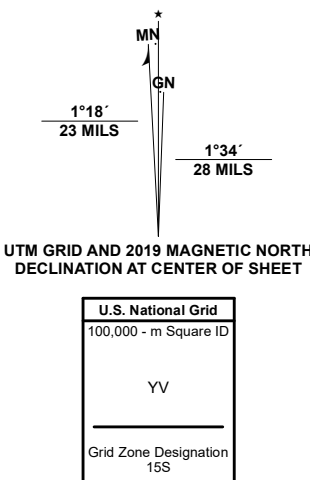 ★
MN
GN
1°18´
23 MILS
1°34´
28 MILS
UTM GRID AND 2019 MAGNETIC NORTH
DECLINATION AT CENTER OF SHEET
U.S. National Grid
100,000 - m Square ID
YV
Grid Zone Designation
15S